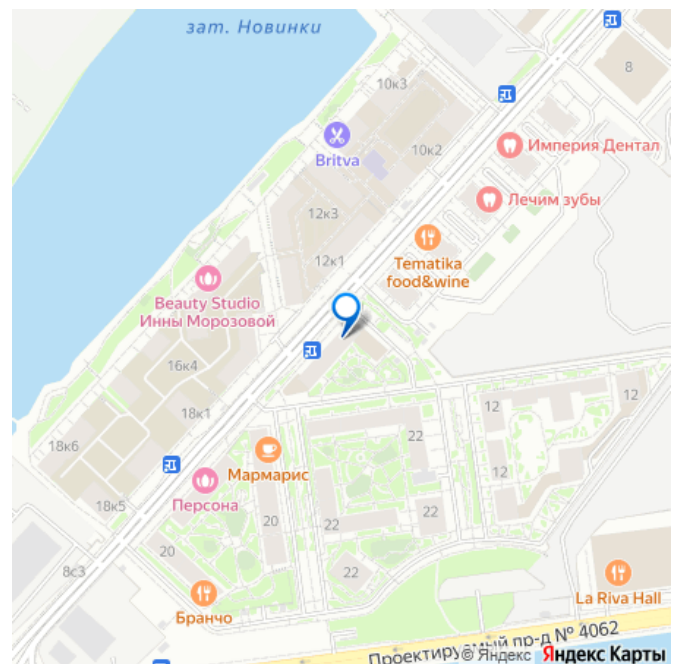 зат. Новинки
8
10к3
Britva
10к2
Империя Дентал
Лечим зубы
12к3
Tematika
food&wine
12к1
Beauty Studio
Инны Морозовой
16к4
18к1
12
12
22
18к6
Мармарис
12
Персона
22
18к5
20
22
20
8с3
22
La Riva Hall
Бранчо
Проектируемый пр-д № 4062
© Яндекс Яндекс Карты